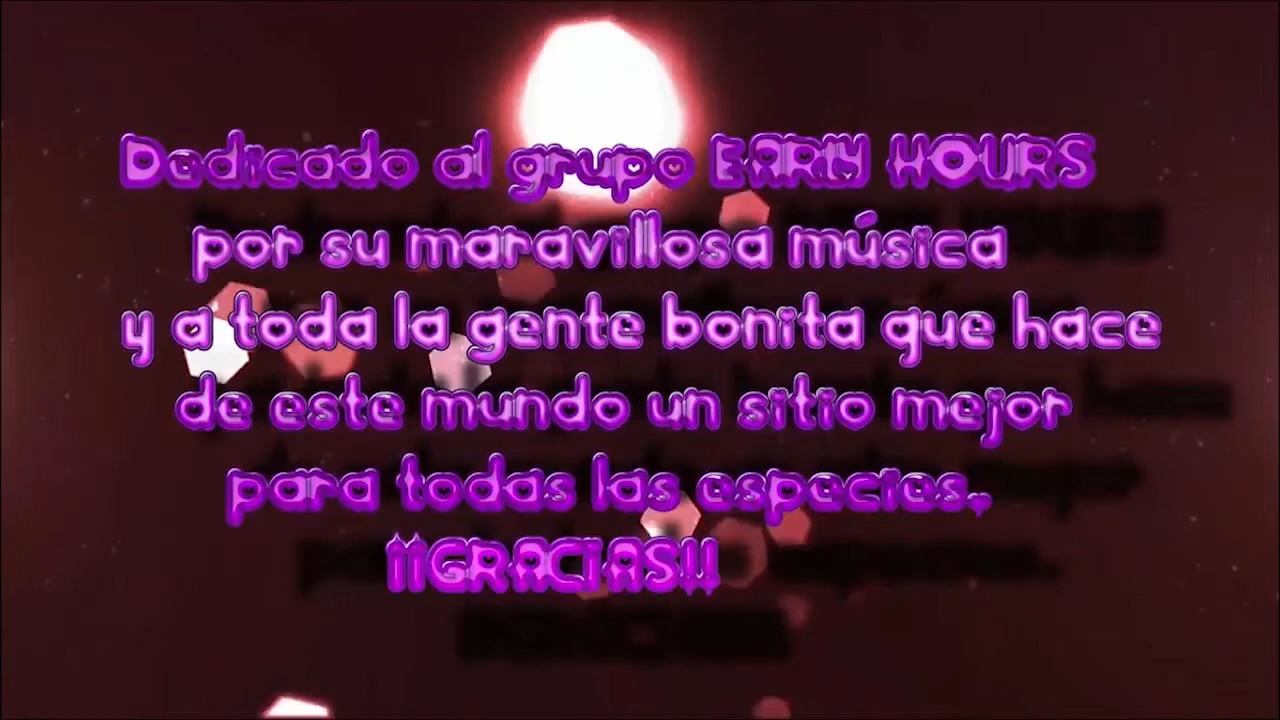 Dedicado al grupo EARLY HOURS
por su maravillosa música
y a toda la gente bonita que hace
de este mundo un sitio mejor
para todas las especies.
¡¡GRACIAS!!